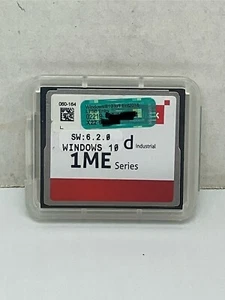 060-164
L
SW:6.2.0
WINDOWS 10
d industrial
1ME Series